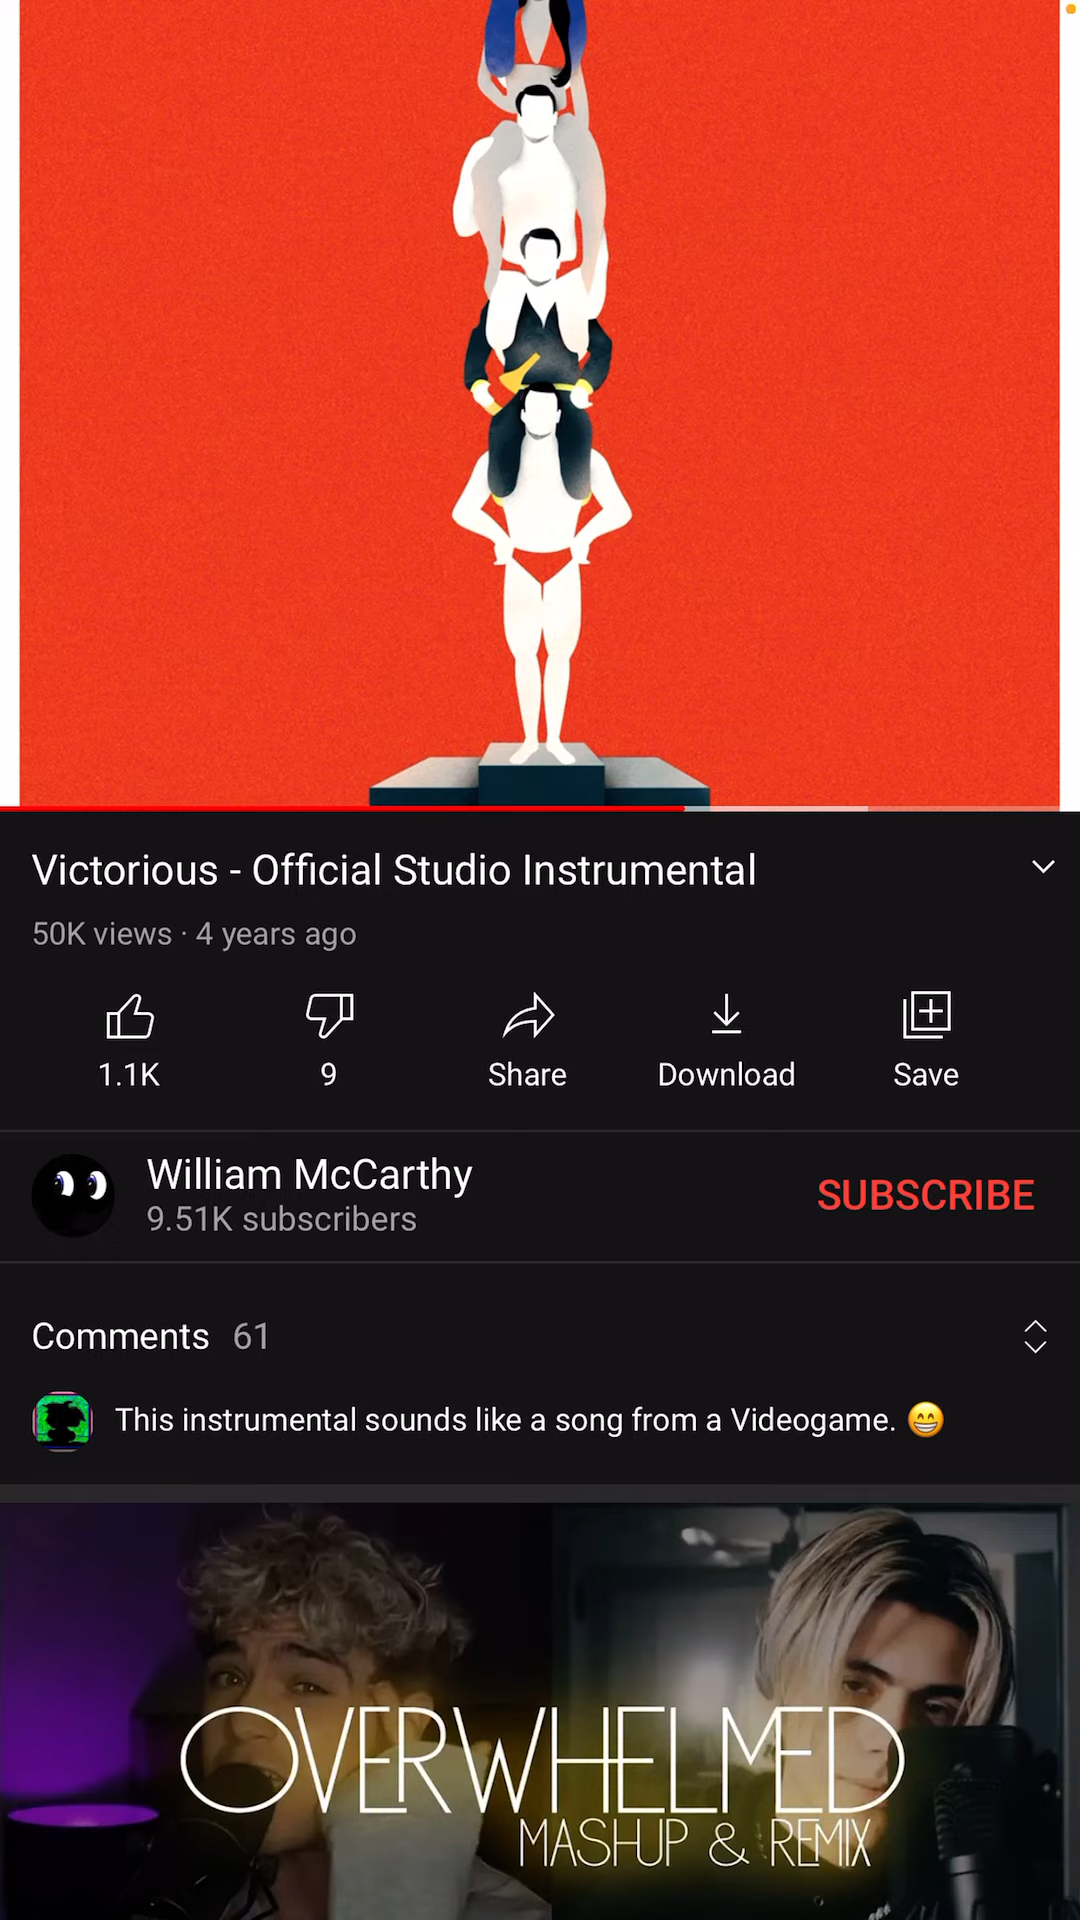 Victorious - Official Studio Instrumental
50K views · 4 years ago
1.1K
9
Share
Download
Save
William McCarthy
9.51K subscribers
SUBSCRIBE
Comments 61
This instrumental sounds like a song from a Videogame. 😁
OVERWHELMED
MASHUP & REMIX